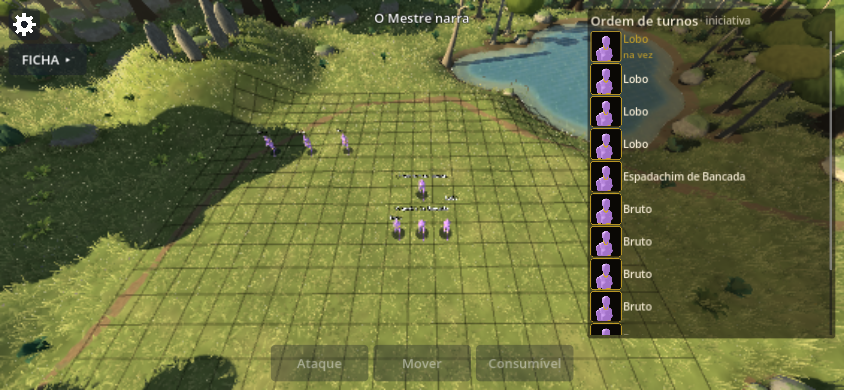 O Mestre narra
FICHA
Ordem de turnos iniciativa
Lobo
na vez
Lobo
Lobo
Lobo
Espadachim de Bancada
Bruto
Bruto
Bruto
Bruto
Ataque
Mover
Consumível